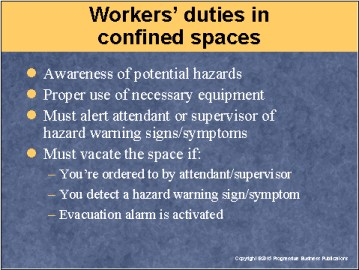 Workers' duties in
confined spaces
Awareness of potential hazards
Proper use of necessary equipment
Must alert attendant or supervisor of
hazard warning signs/symptoms
Must vacate the space if:
– You're ordered to by attendant/supervisor
– You detect a hazard warning sign/symptom
– Evacuation alarm is activated
Copyright Progressive Business Publications